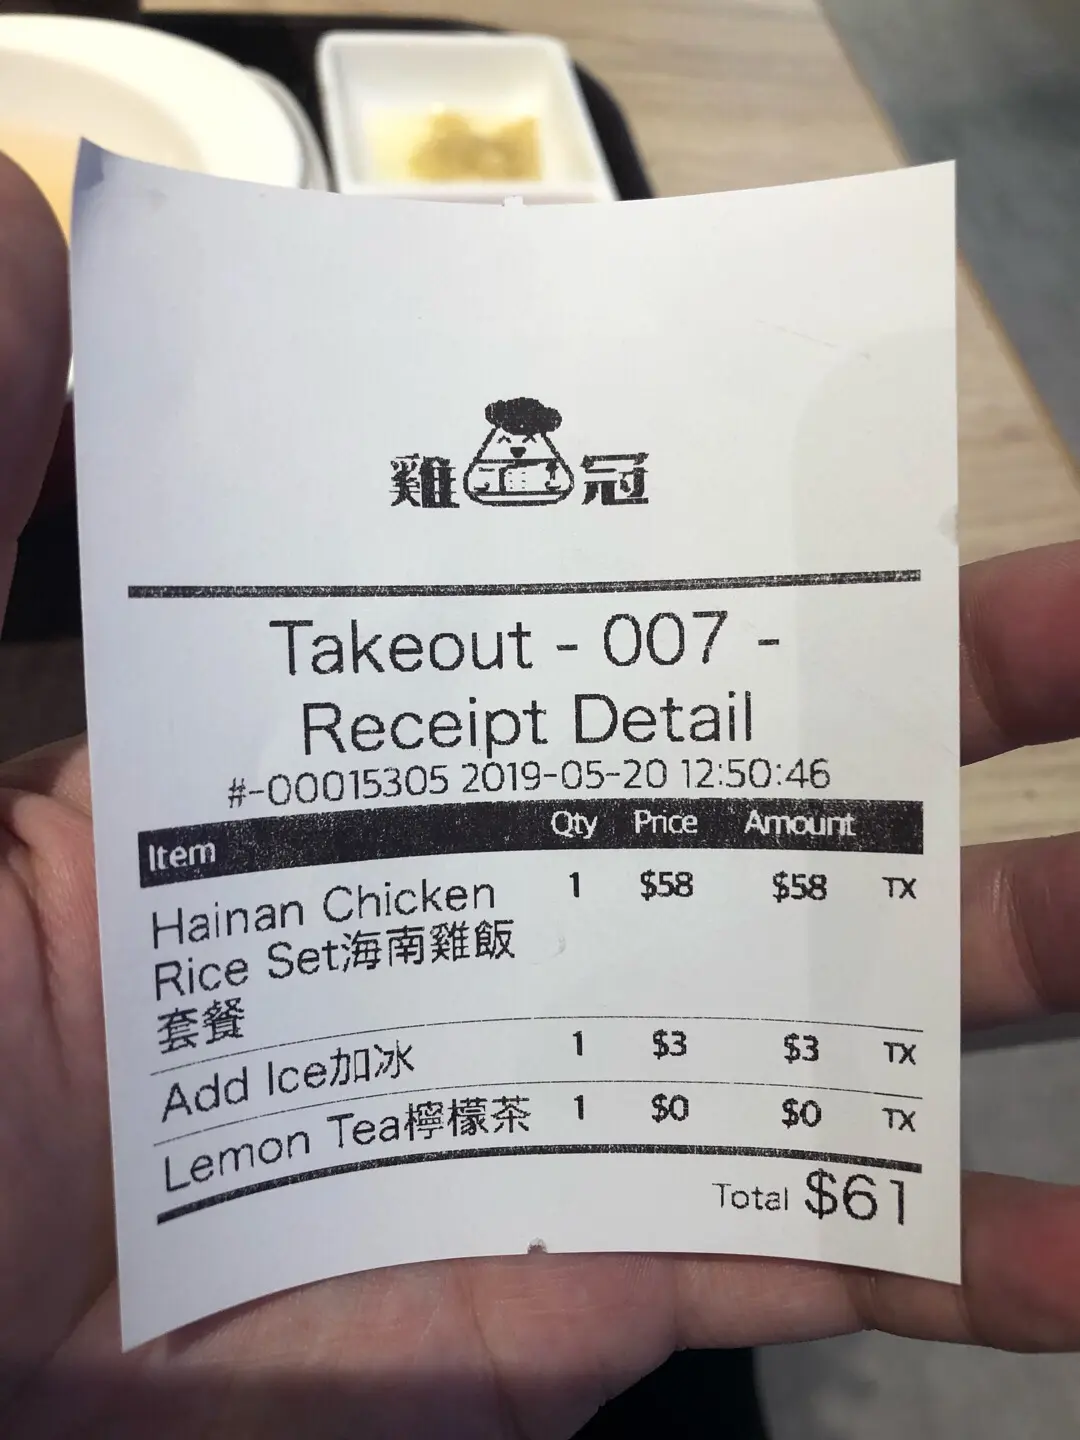 雞冠
Takeout - 007 -
Receipt Detail
#-00015305 2019-05-20 12:50:46
Item Qty Price Amount
Hainan Chicken 1 $58 $58 TX
Rice Set海南雞飯
套餐
Add Ice加冰 1 $3 $3 TX
Lemon Tea檸檬茶 1 $0 $0 TX
Total $61